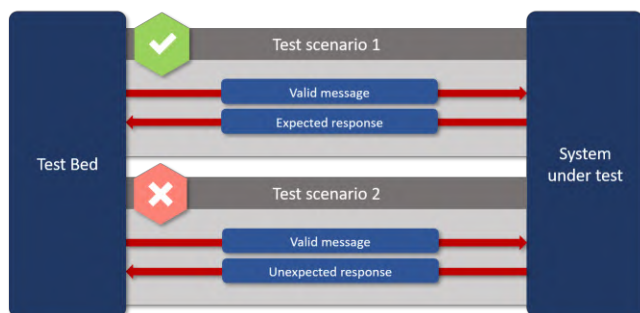 Test scenario 1
Valid message
Expected response
Test Bed
System
under test
Test scenario 2
Valid message
Unexpected response